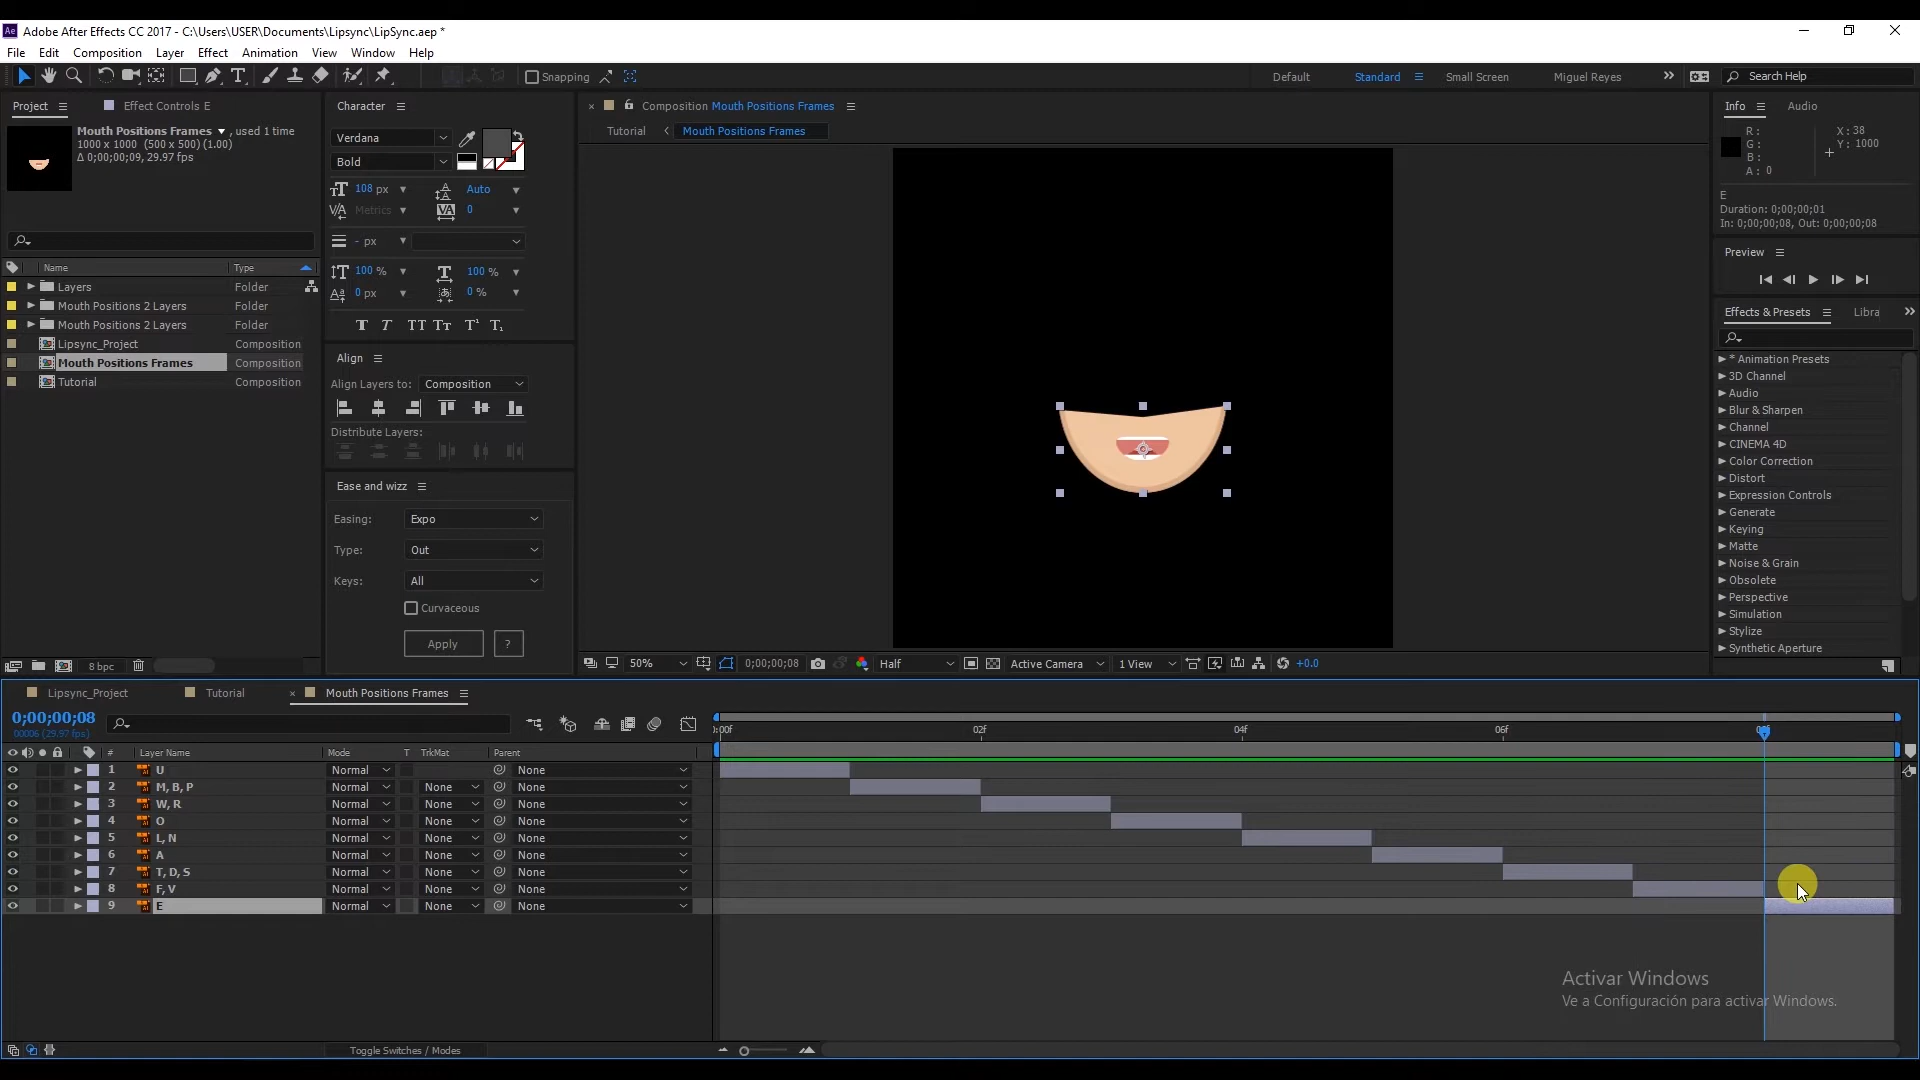 Adobe After Effects CC 2017 - C:\Users\USER\Documents\Lipsync\LipSync.aep *
File Edit Composition Layer Effect Animation View Window Help
Snapping
Default Standard Small Screen Miguel Reyes » Search Help
Project Effect Controls E
Mouth Positions Frames ▼, used 1 time
1000 x 1000 (500 x 500) (1.00)
Δ 0;00;00;09, 29.97 fps
Name Type
Layers Folder
Mouth Positions 2 Layers Folder
Mouth Positions 2 Layers Folder
Lipsync_Project Composition
Mouth Positions Frames Composition
Tutorial Composition
8 bpc
Character
Verdana
Bold
108 px Auto
Metrics 0
- px
100 % 100 %
0 px 0 %
T T TT Tr T¹ T₁
Align
Align Layers to: Composition
Distribute Layers:
Ease and wizz
Easing: Expo
Type: Out
Keys: All
Curvaceous
Apply ?
Composition Mouth Positions Frames
Tutorial Mouth Positions Frames
50% 0;00;00;08 Half Active Camera 1 View +0.0
Info Audio
R: X: 38
G: Y: 1000
B:
A: 0
E
Duration: 0;00;00;01
In: 0;00;00;08, Out: 0;00;00;08
Preview
Effects & Presets Libra »
* Animation Presets
3D Channel
Audio
Blur & Sharpen
Channel
CINEMA 4D
Color Correction
Distort
Expression Controls
Generate
Keying
Matte
Noise & Grain
Obsolete
Perspective
Simulation
Stylize
Synthetic Aperture
Lipsync_Project Tutorial Mouth Positions Frames
0;00;00;08
00008 (29.97 fps)
:00f 02f 04f 06f
# Layer Name Mode T TrkMat Parent
1 U Normal None
2 M, B, P Normal None None
3 W, R Normal None None
4 O Normal None None
5 L, N Normal None None
6 A Normal None None
7 T, D, S Normal None None
8 F, V Normal None None
9 E Normal None None
Activar Windows
Ve a Configuración para activar Windows.
Toggle Switches / Modes